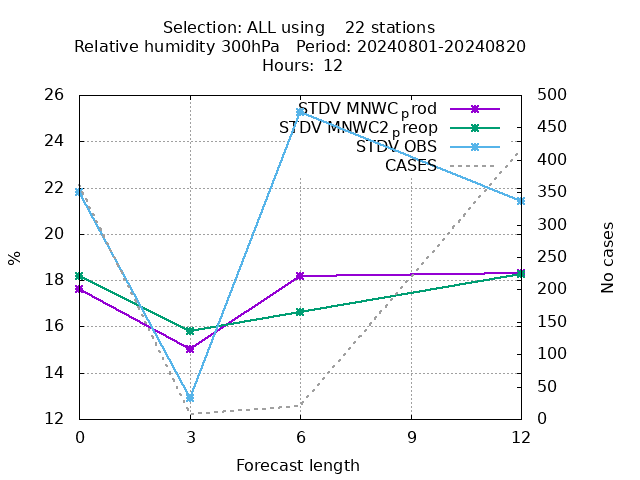 Selection: ALL using    22 stations
Relative humidity 300hPa   Period: 20240801-20240820
Hours:  12
26
24
22
20
18
16
14
12
%
500
450
400
350
300
250
200
150
100
50
0
No cases
STDV MNWC_prod
STDV MNWC2_preop
STDV OBS
CASES
0 3 6 9 12
Forecast length